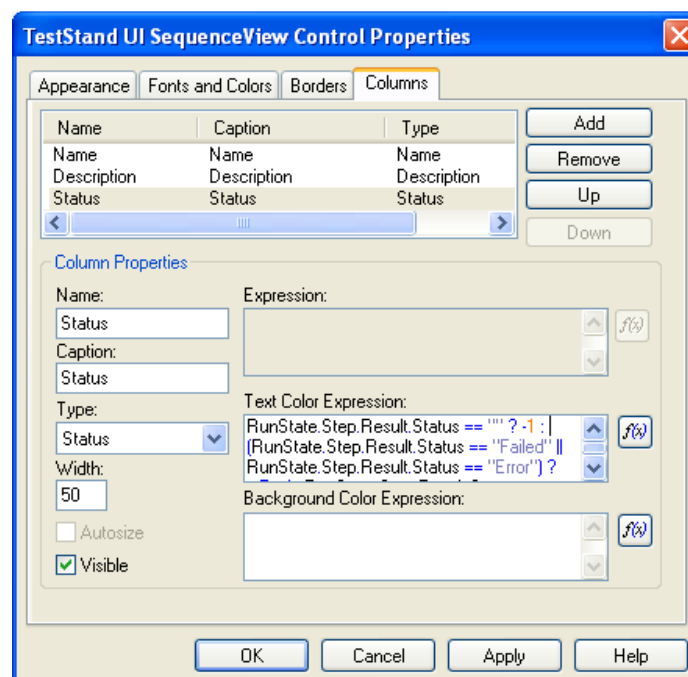 TestStand UI SequenceView Control Properties
Appearance Fonts and Colors Borders Columns
Name Caption Type
Name Name Name
Description Description Description
Status Status Status
Add
Remove
Up
Down
Column Properties
Name:
Status
Caption:
Status
Type:
Status
Width:
50
Autosize
Visible
Expression:
f(x)
Text Color Expression:
RunState.Step.Result.Status == "" ? -1 :
(RunState.Step.Result.Status == "Failed" ||
RunState.Step.Result.Status == "Error") ?
f(x)
Background Color Expression:
f(x)
OK Cancel Apply Help